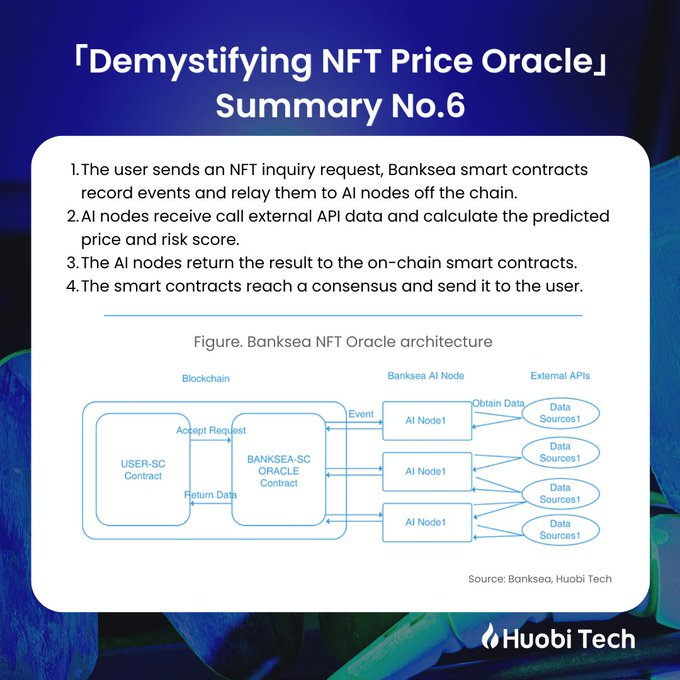 「Demystifying NFT Price Oracle」
Summary No.6
1.The user sends an NFT inquiry request, Banksea smart contracts
record events and relay them to AI nodes off the chain.
2.AI nodes receive call external API data and calculate the predicted
price and risk score.
3.The AI nodes return the result to the on-chain smart contracts.
4.The smart contracts reach a consensus and send it to the user.
Figure. Banksea NFT Oracle architecture
Blockchain
Banksea AI Node
External APIs
USER-SC
Contract
Accept Request
Return Data
BANKSEA-SC
ORACLE
Contract
Event
AI Node1
AI Node1
AI Node1
Obtain Data
Data
Sources1
Data
Sources1
Data
Sources1
Data
Sources1
Source: Banksea, Huobi Tech
Huobi Tech